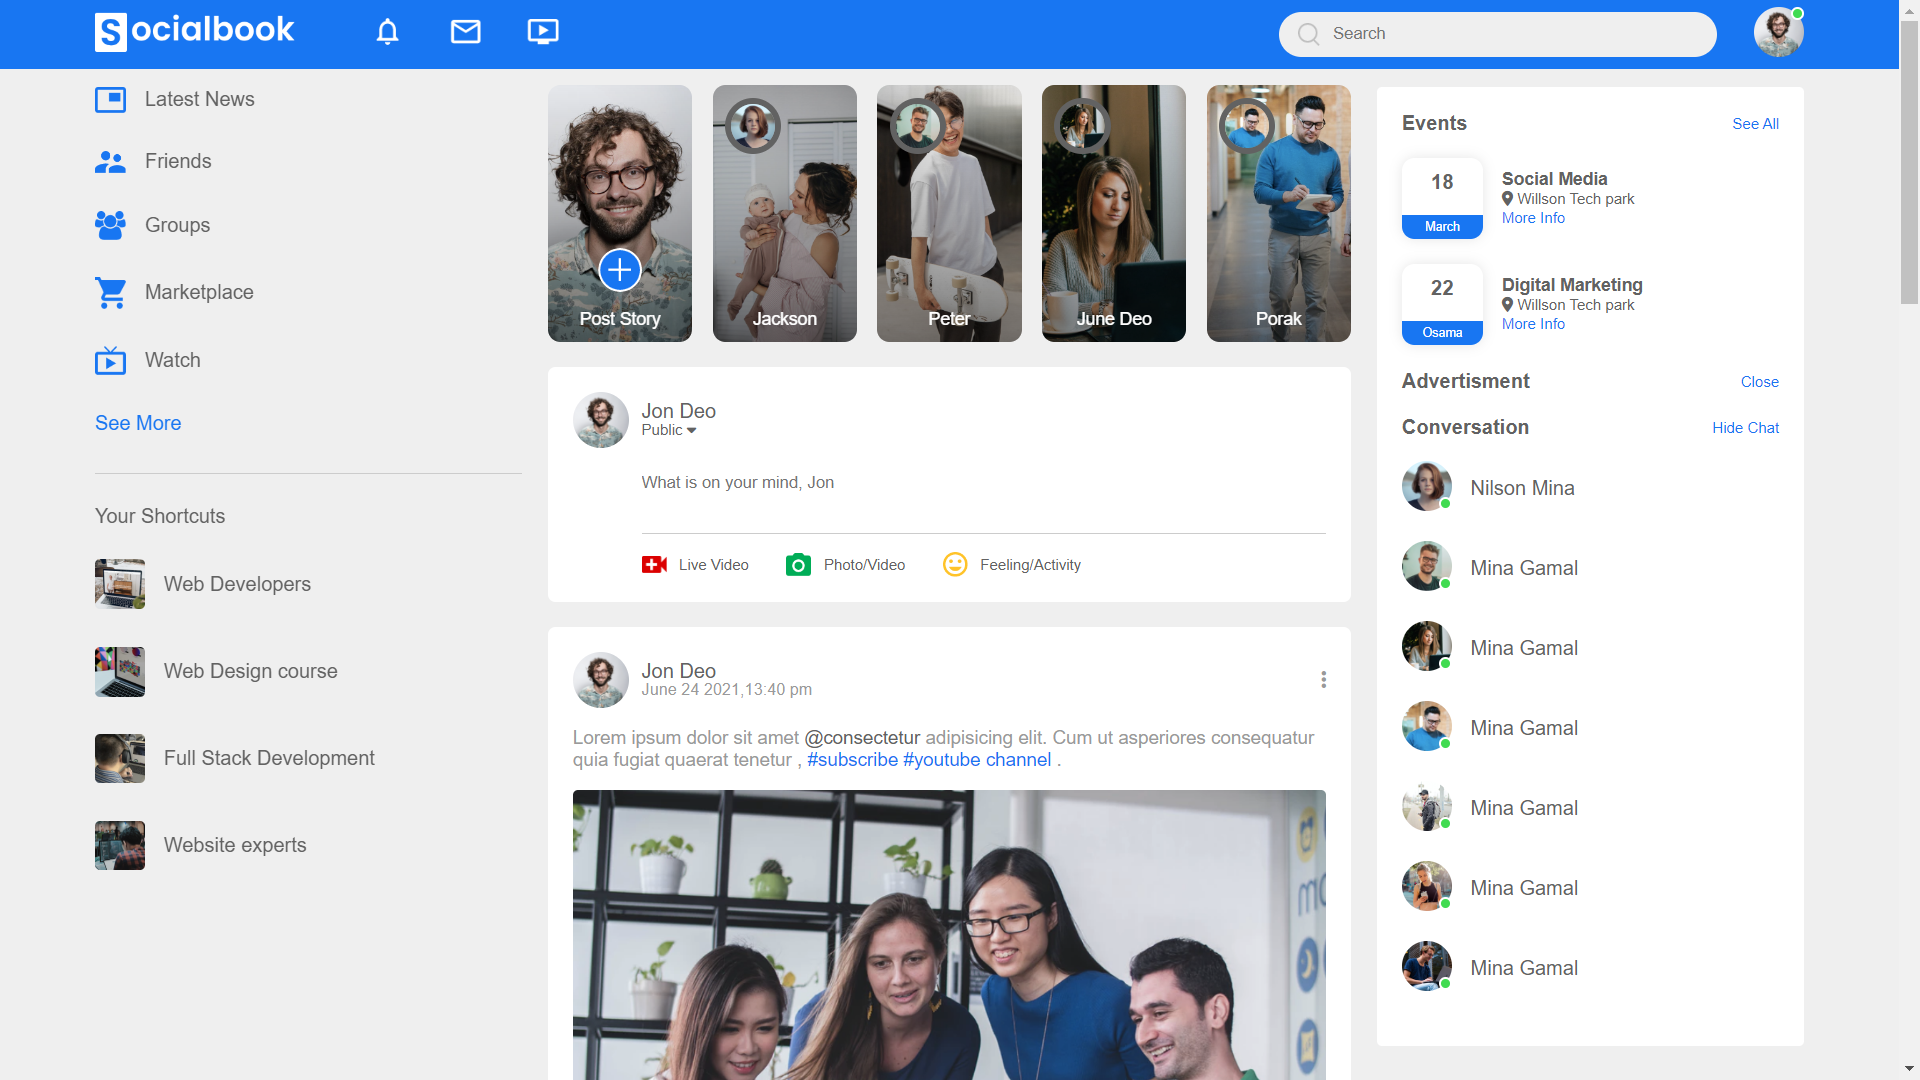 Socialbook
Search
Latest News
Friends
Groups
Marketplace
Watch
See More
Your Shortcuts
Web Developers
Web Design course
Full Stack Development
Website experts
Post Story
Jackson
Peter
June Deo
Porak
Jon Deo
Public
What is on your mind, Jon
Live Video
Photo/Video
Feeling/Activity
Jon Deo
June 24 2021,13:40 pm
Lorem ipsum dolor sit amet @consectetur adipisicing elit. Cum ut asperiores consequatur
quia fugiat quaerat tenetur , #subscribe #youtube channel .
Events
See All
18
March
Social Media
Willson Tech park
More Info
22
Osama
Digital Marketing
Willson Tech park
More Info
Advertisment
Close
Conversation
Hide Chat
Nilson Mina
Mina Gamal
Mina Gamal
Mina Gamal
Mina Gamal
Mina Gamal
Mina Gamal